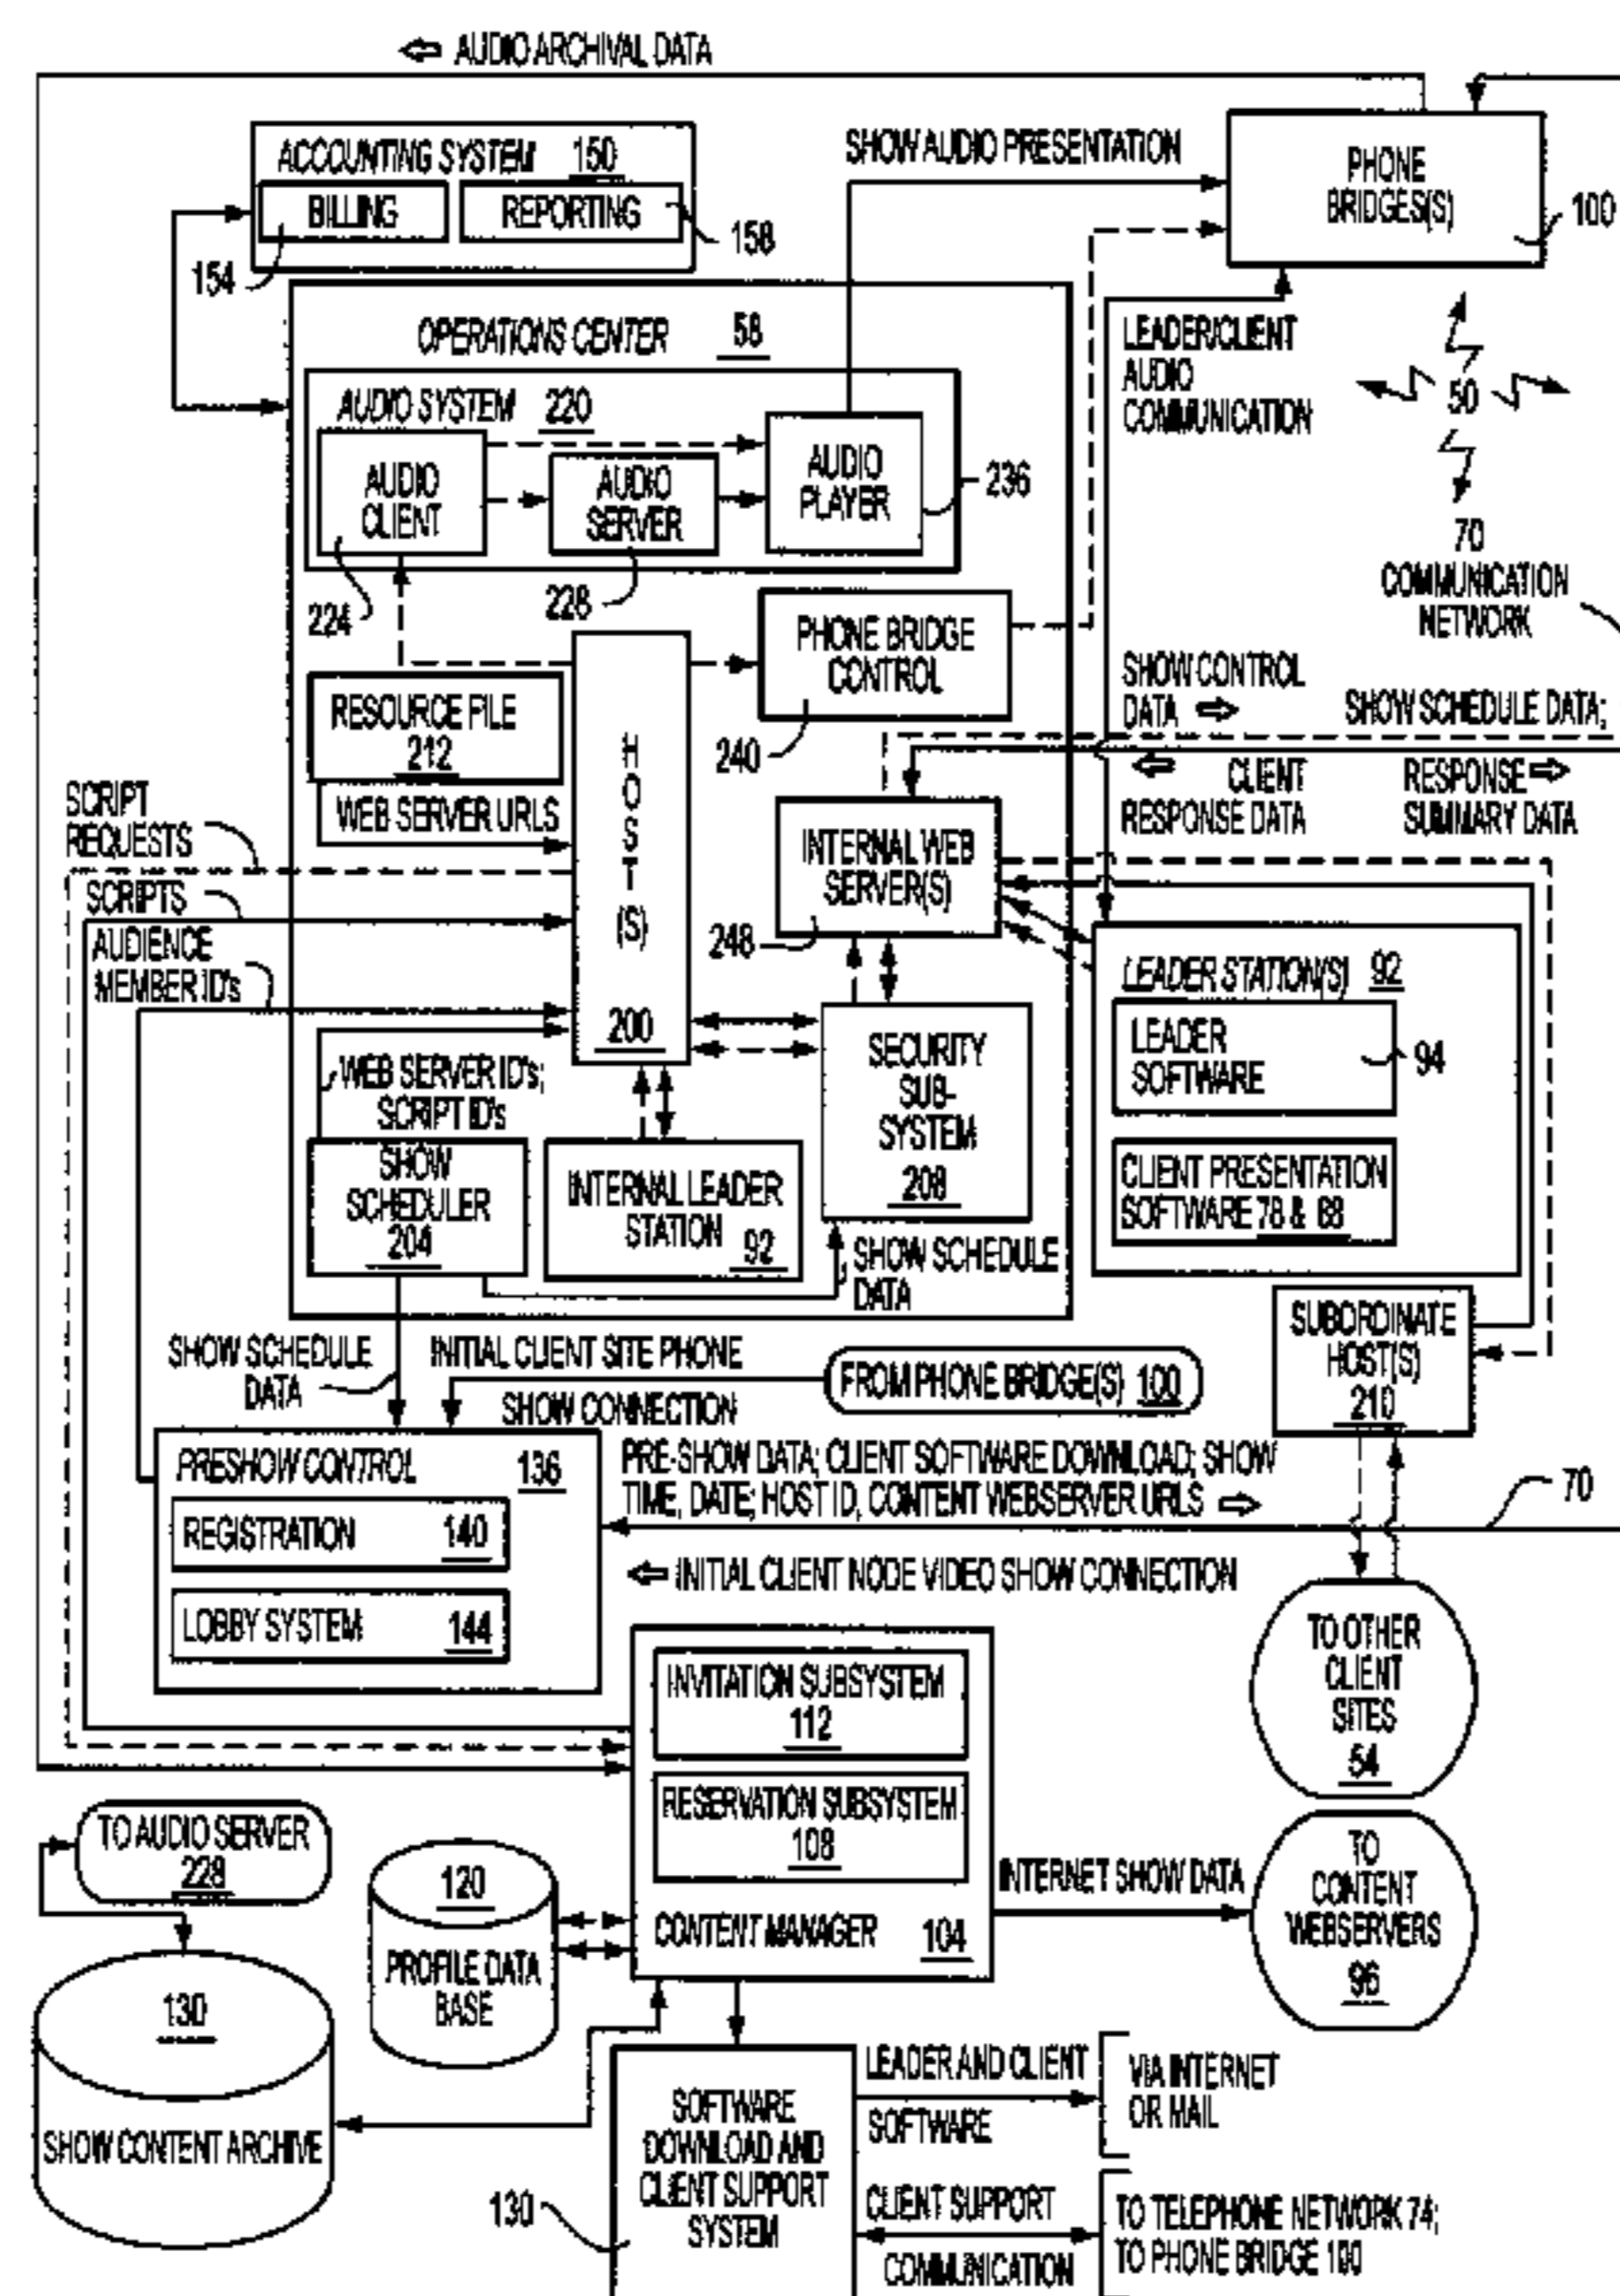 AUDIO ARCHIVAL DATA
ACCOUNTING SYSTEM 150
BILLING
REPORTING
154
158
SHOW AUDIO PRESENTATION
PHONE
BRIDGES(S)
100
OPERATIONS CENTER 58
AUDIO SYSTEM 220
AUDIO
CLIENT
AUDIO
SERVER
AUDIO
PLAYER
236
224
228
LEADER/CLIENT
AUDIO
COMMUNICATION
50
70
COMMUNICATION
NETWORK
PHONE BRIDGE
CONTROL
240
RESOURCE FILE
212
WEB SERVER URLS
HOST(S)
200
SHOW CONTROL
DATA
SHOW SCHEDULE DATA;
CLIENT
RESPONSE DATA
RESPONSE
SUMMARY DATA
SCRIPT
REQUESTS
SCRIPTS
AUDIENCE
MEMBER ID's
INTERNAL WEB
SERVER(S)
248
LEADER STATION(S) 92
LEADER
SOFTWARE
94
CLIENT PRESENTATION
SOFTWARE 78 & 88
WEB SERVER ID's;
SCRIPT ID's
SHOW
SCHEDULER
204
INTERNAL LEADER
STATION 92
SECURITY
SUB-
SYSTEM
208
SHOW SCHEDULE
DATA
SUBORDINATE
HOST(S)
210
SHOW SCHEDULE
DATA
INITIAL CLIENT SITE PHONE
SHOW CONNECTION
FROM PHONE BRIDGE(S) 100
PRESHOW CONTROL 136
REGISTRATION 140
LOBBY SYSTEM 144
PRE-SHOW DATA; CLIENT SOFTWARE DOWNLOAD; SHOW
TIME, DATE; HOST ID, CONTENT WEBSERVER URLS
70
INITIAL CLIENT NODE VIDEO SHOW CONNECTION
TO OTHER
CLIENT
SITES
54
INVITATION SUBSYSTEM
112
RESERVATION SUBSYSTEM
108
CONTENT MANAGER 104
INTERNET SHOW DATA
TO
CONTENT
WEBSERVERS
96
TO AUDIO SERVER
228
120
PROFILE DATA
BASE
130
SHOW CONTENT ARCHIVE
SOFTWARE
DOWNLOAD AND
CLIENT SUPPORT
SYSTEM
130
LEADER AND CLIENT
SOFTWARE
VIA INTERNET
OR MAIL
CLIENT SUPPORT
COMMUNICATION
TO TELEPHONE NETWORK 74;
TO PHONE BRIDGE 100